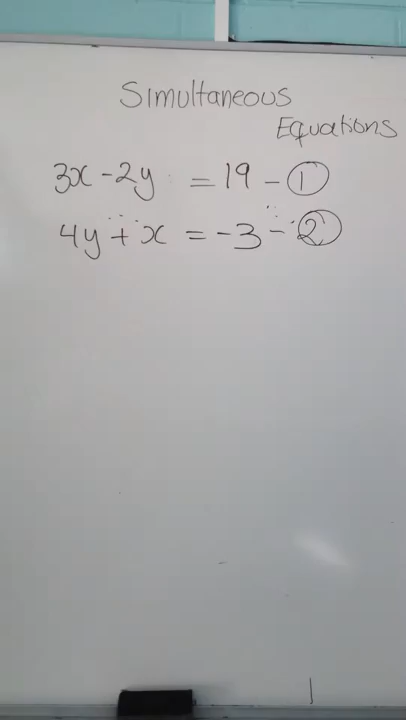 Simultaneous
Equations
3x - 2y = 19 - ①
4y + x = -3 - ②